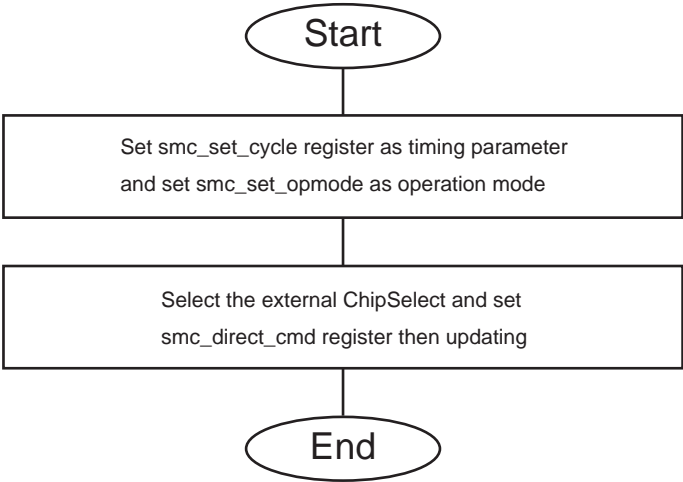 Start
Set smc_set_cycle register as timing parameter
and set smc_set_opmode as operation mode
Select the external ChipSelect and set
smc_direct_cmd register then updating
End